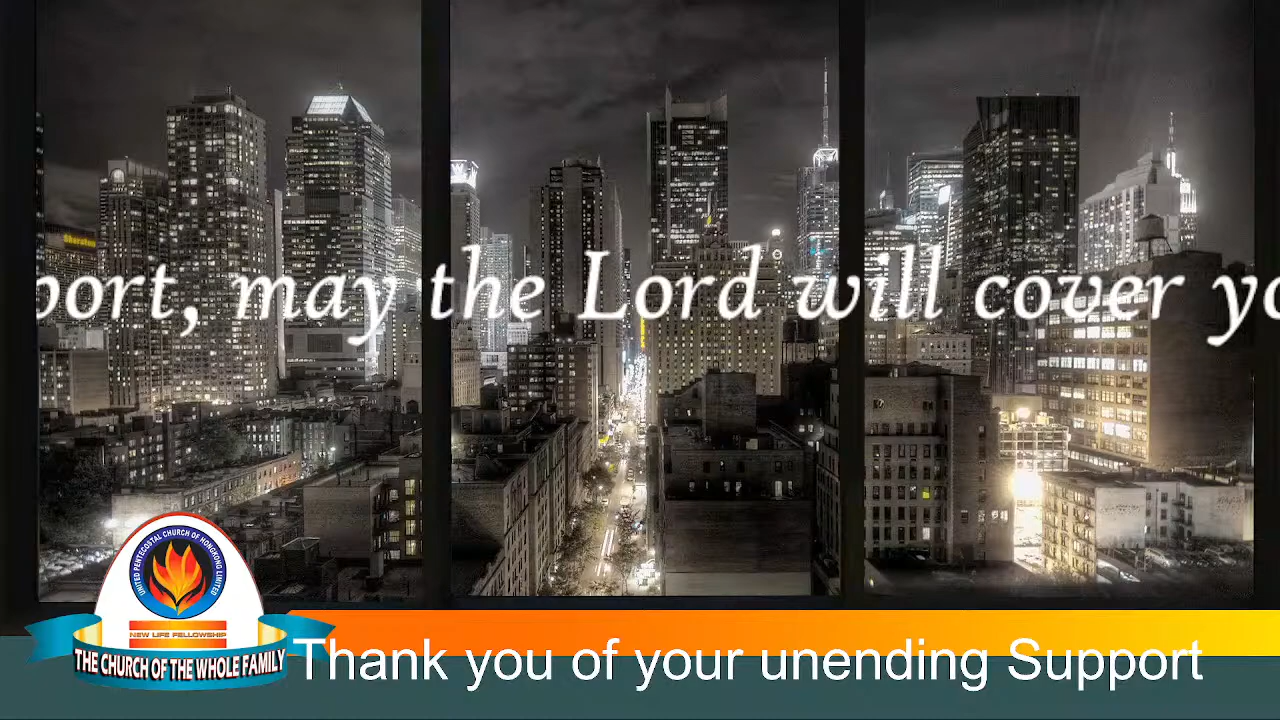 Sheraton
port, may the Lord will cover yo
UNITED PENTECOSTAL CHURCH OF HONGKONG LIMITED
NEW LIFE FELLOWSHIP
THE CHURCH OF THE WHOLE FAMILY
Thank you of your unending Support